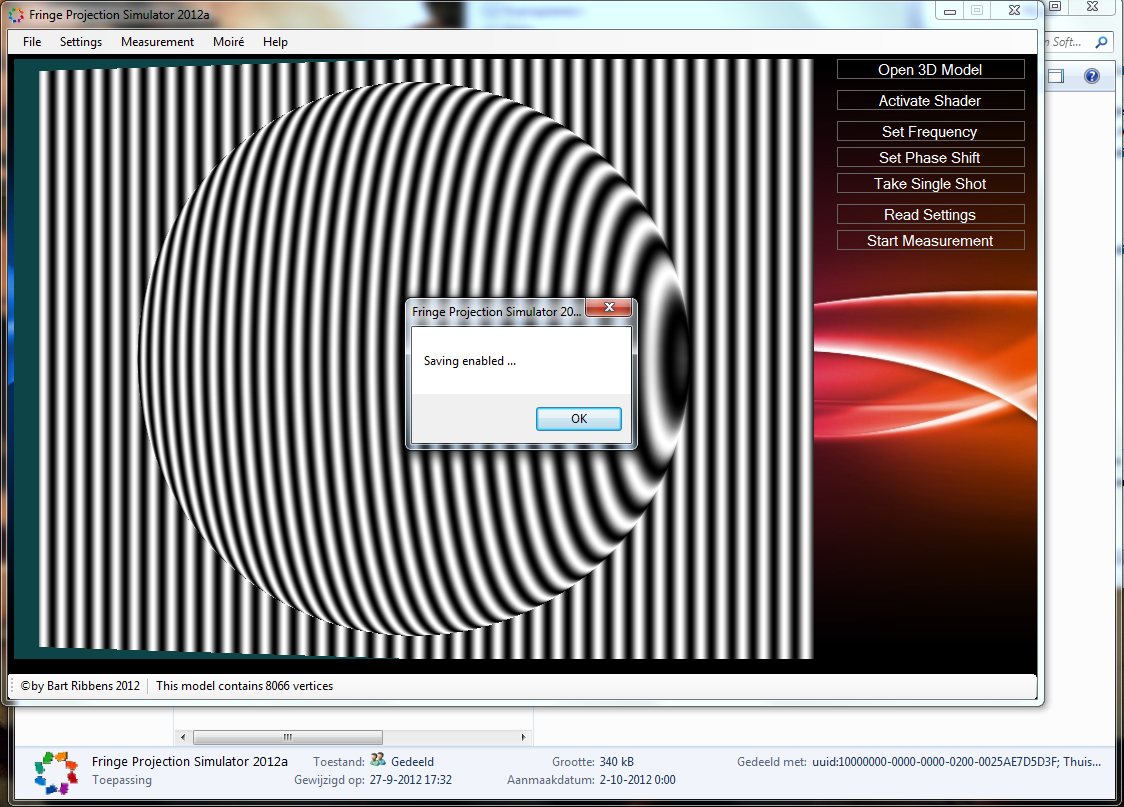 Fringe Projection Simulator 2012a
File Settings Measurement Moiré Help
n Soft...
Open 3D Model
Activate Shader
Set Frequency
Set Phase Shift
Take Single Shot
Read Settings
Start Measurement
Fringe Projection Simulator 20...
Saving enabled ...
OK
©by Bart Ribbens 2012 This model contains 8066 vertices
Fringe Projection Simulator 2012a Toestand: Gedeeld Grootte: 340 kB Gedeeld met: uuid:10000000-0000-0000-0200-0025AE7D5D3F; Thuis...
Toepassing Gewijzigd op: 27-9-2012 17:32 Aanmaakdatum: 2-10-2012 0:00